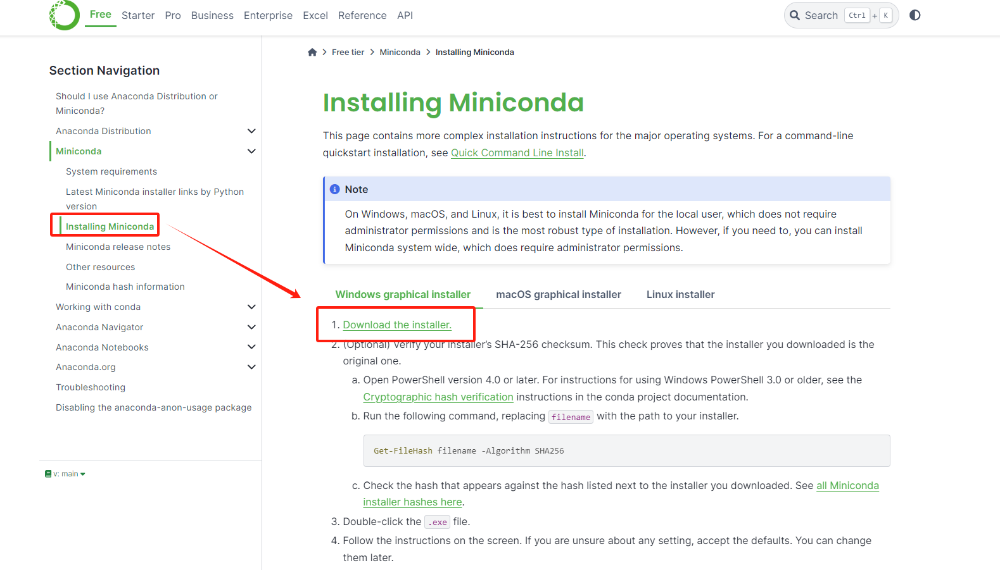 Free Starter Pro Business Enterprise Excel Reference API
Search Ctrl + K
Section Navigation
Should I use Anaconda Distribution or
Miniconda?
Anaconda Distribution
Miniconda
System requirements
Latest Miniconda installer links by Python
version
Installing Miniconda
Miniconda release notes
Other resources
Miniconda hash information
Working with conda
Anaconda Navigator
Anaconda Notebooks
Anaconda.org
Troubleshooting
Disabling the anaconda-anon-usage package
v: main
Free tier Miniconda Installing Miniconda
Installing Miniconda
This page contains more complex installation instructions for the major operating systems. For a command-line
quickstart installation, see Quick Command Line Install.
Note
On Windows, macOS, and Linux, it is best to install Miniconda for the local user, which does not require
administrator permissions and is the most robust type of installation. However, if you need to, you can install
Miniconda system wide, which does require administrator permissions.
Windows graphical installer macOS graphical installer Linux installer
1. Download the installer.
2. (Optional) Verify your installer's SHA-256 checksum. This check proves that the installer you downloaded is the
original one.
a. Open PowerShell version 4.0 or later. For instructions for using Windows PowerShell 3.0 or older, see the
Cryptographic hash verification instructions in the conda project documentation.
b. Run the following command, replacing filename with the path to your installer.
Get-FileHash filename -Algorithm SHA256
c. Check the hash that appears against the hash listed next to the installer you downloaded. See all Miniconda
installer hashes here.
3. Double-click the .exe file.
4. Follow the instructions on the screen. If you are unsure about any setting, accept the defaults. You can change
them later.